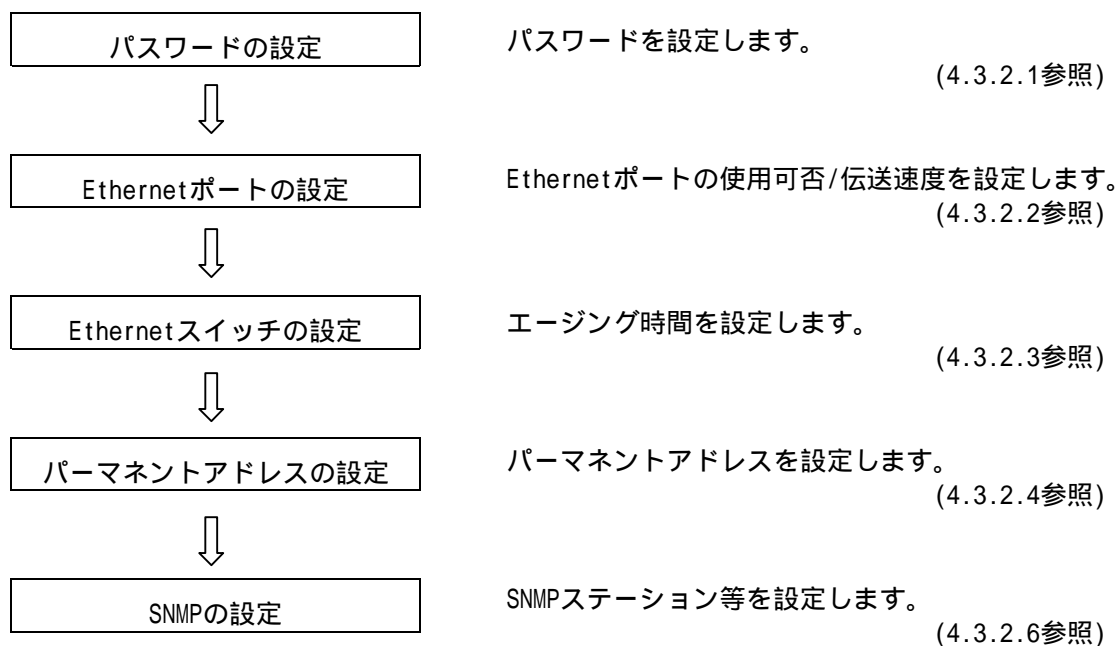 パスワードの設定
パスワードを設定します。
(4.3.2.1参照)
Ethernetポートの設定
Ethernetポートの使用可否/伝送速度を設定します。
(4.3.2.2参照)
Ethernetスイッチの設定
エージング時間を設定します。
(4.3.2.3参照)
パーマネントアドレスの設定
パーマネントアドレスを設定します。
(4.3.2.4参照)
SNMPの設定
SNMPステーション等を設定します。
(4.3.2.6参照)